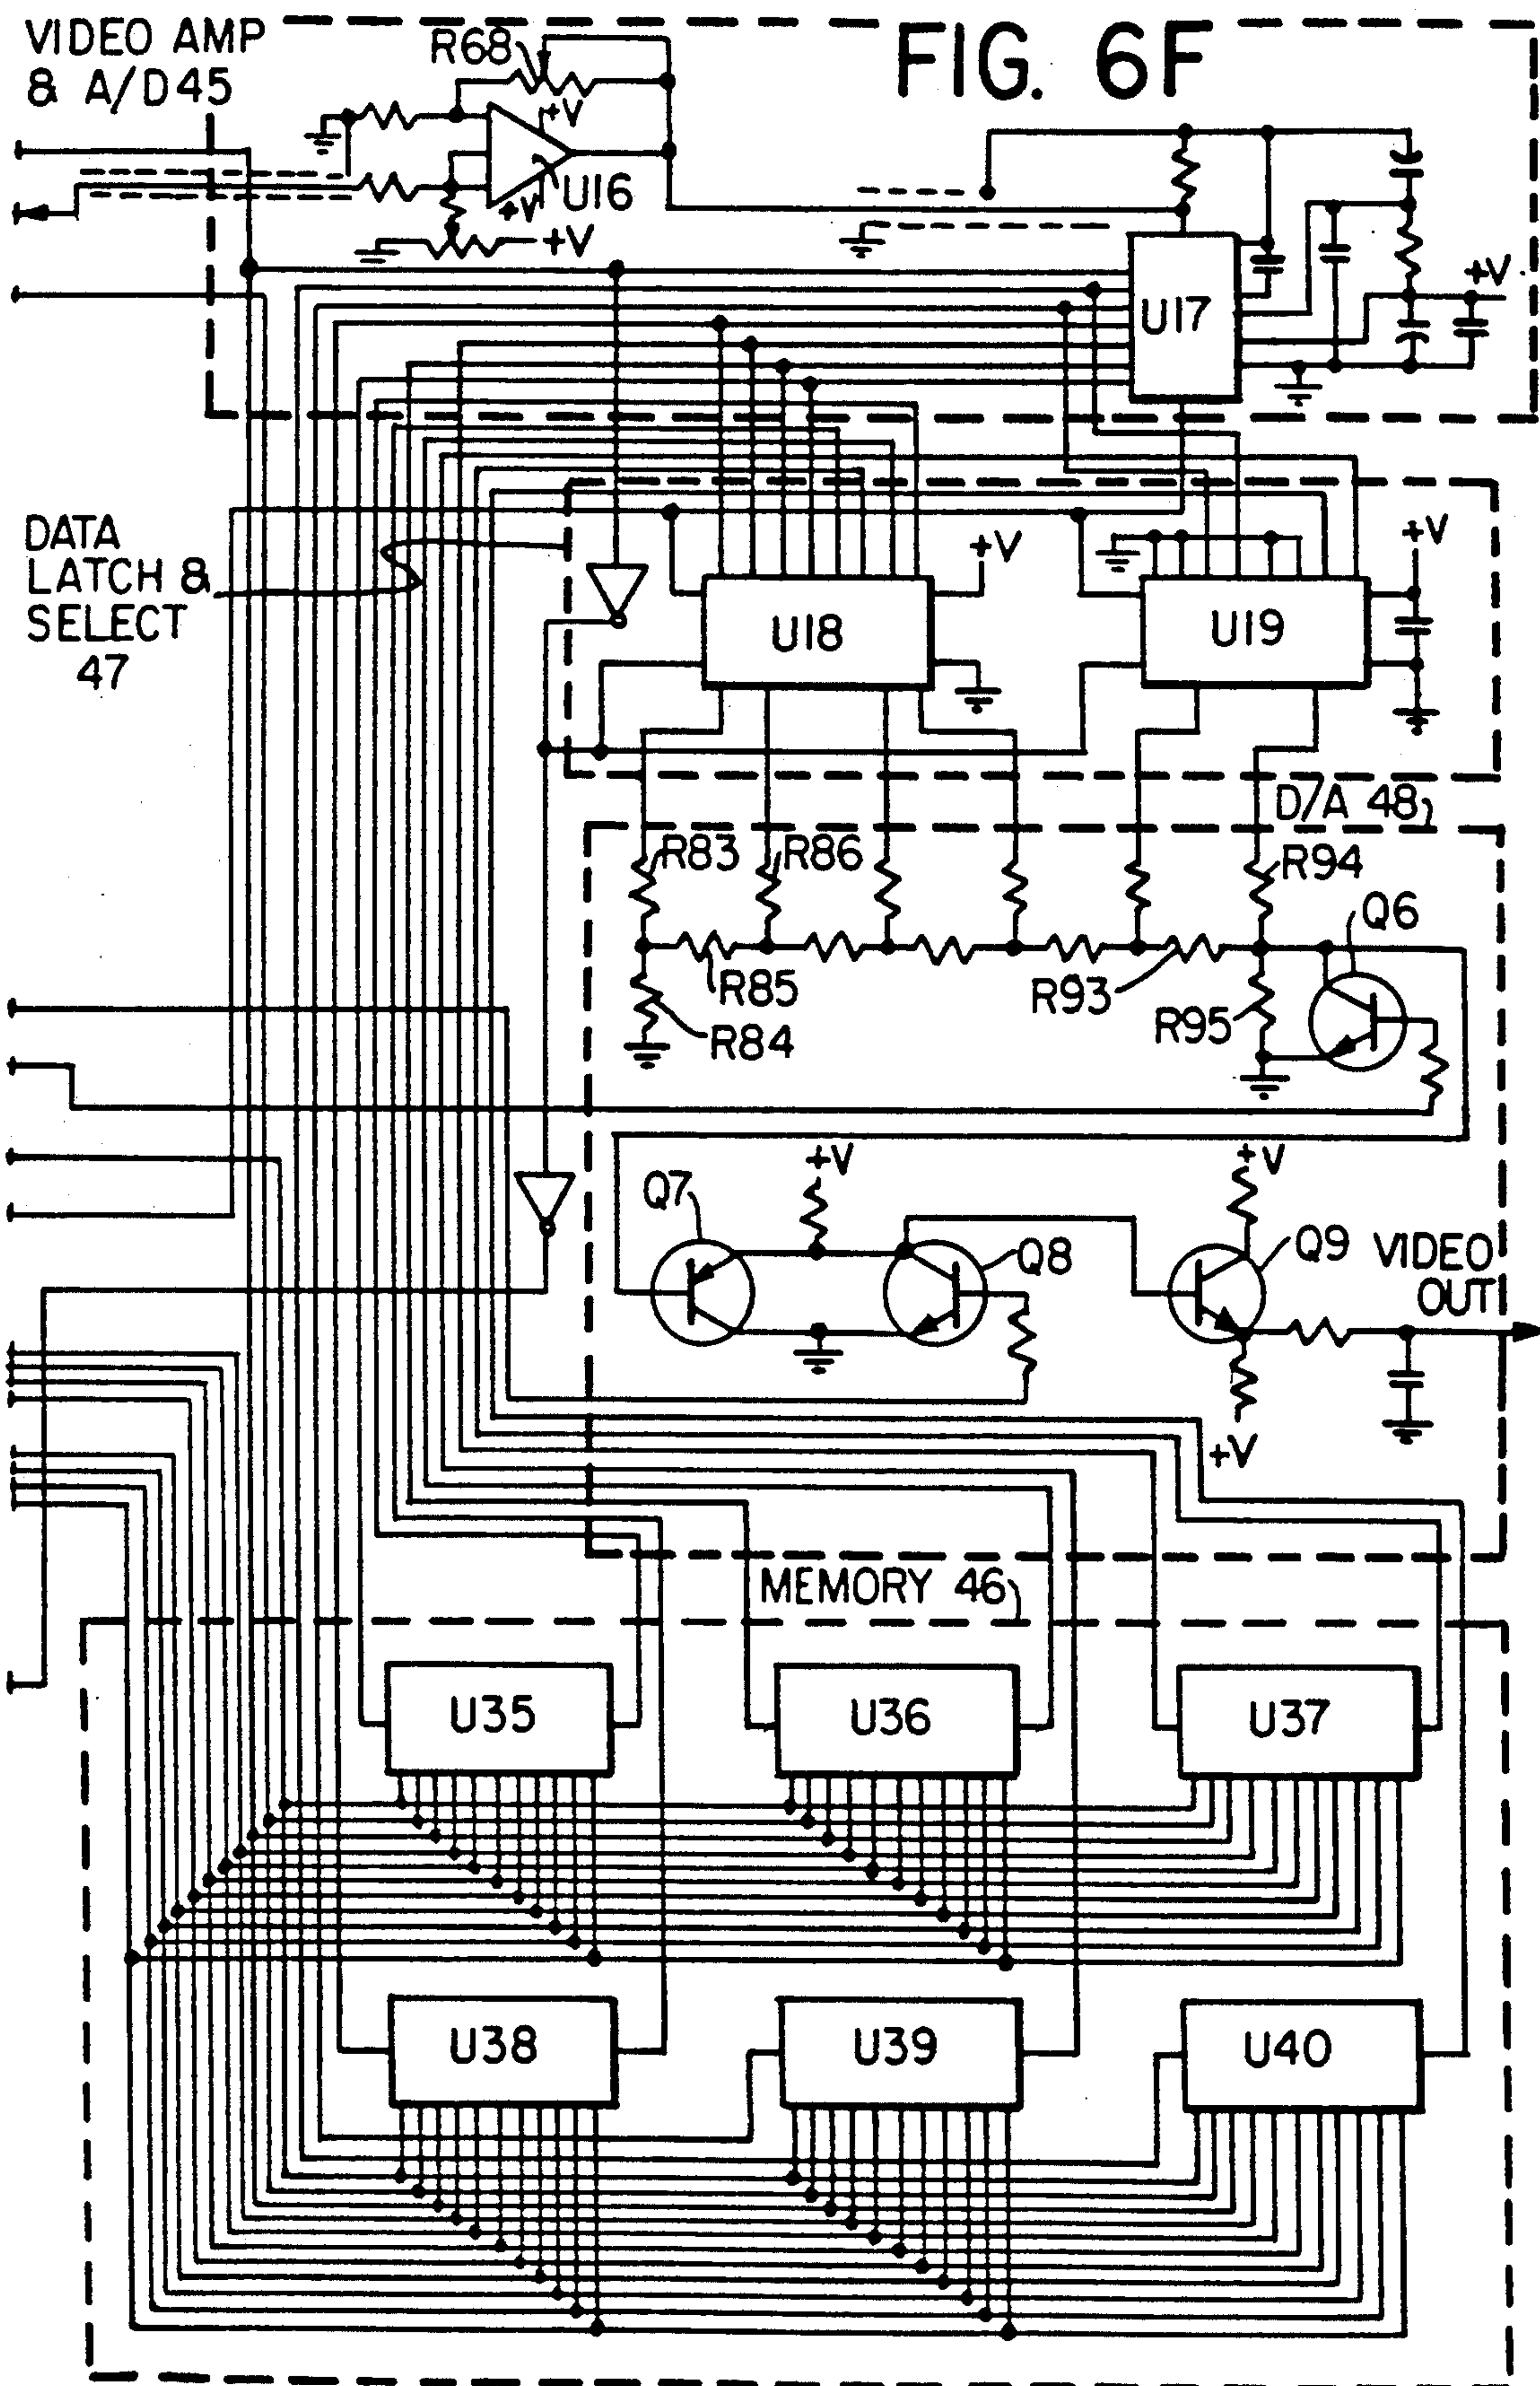 VIDEO AMP
& A/D45
R68
FIG. 6F
+V
U16
+V
+V
+V
U17
DATA
LATCH &
SELECT
47
+V
+V
U18
U19
D/A 48
R83
R86
R94
Q6
R85
R93
R95
R84
+V
+V
Q7
Q8
Q9
VIDEO
OUT
+V
MEMORY 46
U35
U36
U37
U38
U39
U40